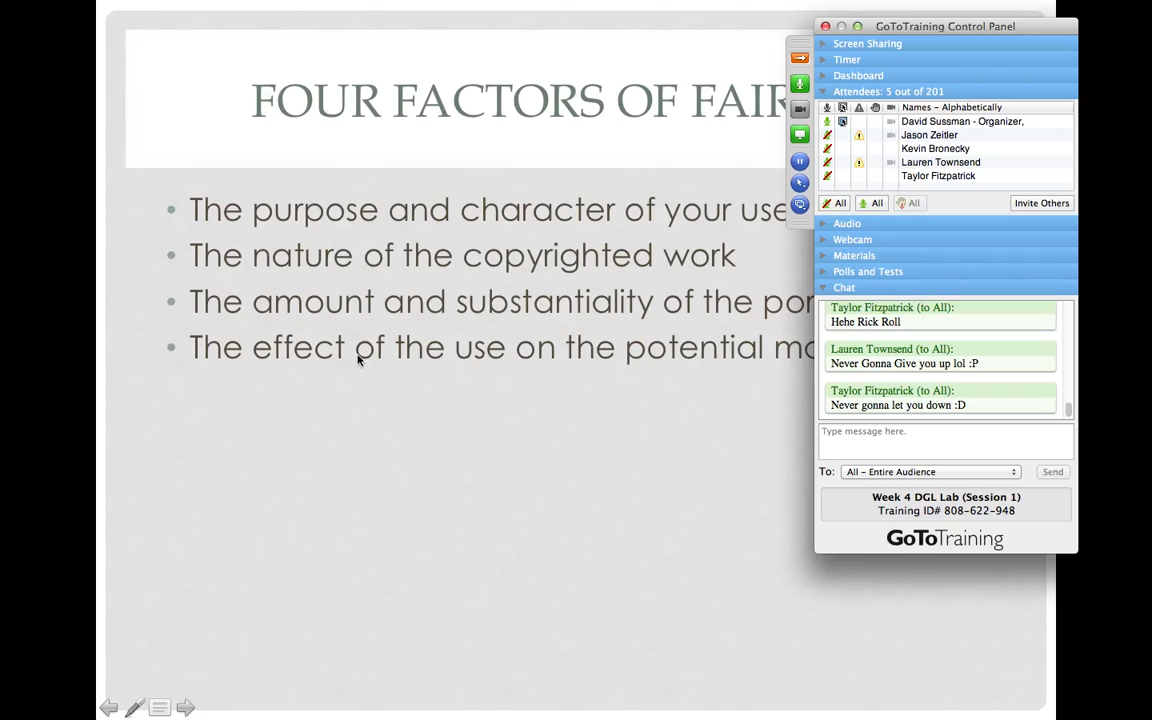 FOUR FACTORS OF FAIR
The purpose and character of your use
The nature of the copyrighted work
The amount and substantiality of the
The effect of the use on the potential
GoToTraining Control Panel
Screen Sharing
Timer
Dashboard
Attendees: 5 out of 201
Names - Alphabetically
David Sussman - Organizer,
Jason Zeitler
Kevin Bronecky
Lauren Townsend
Taylor Fitzpatrick
All All All Invite Others
Audio
Webcam
Materials
Polls and Tests
Chat
Taylor Fitzpatrick (to All):
Hehe Rick Roll
Lauren Townsend (to All):
Never Gonna Give you up lol :P
Taylor Fitzpatrick (to All):
Never gonna let you down :D
Type message here.
To: All - Entire Audience Send
Week 4 DGL Lab (Session 1)
Training ID# 808-622-948
GoToTraining